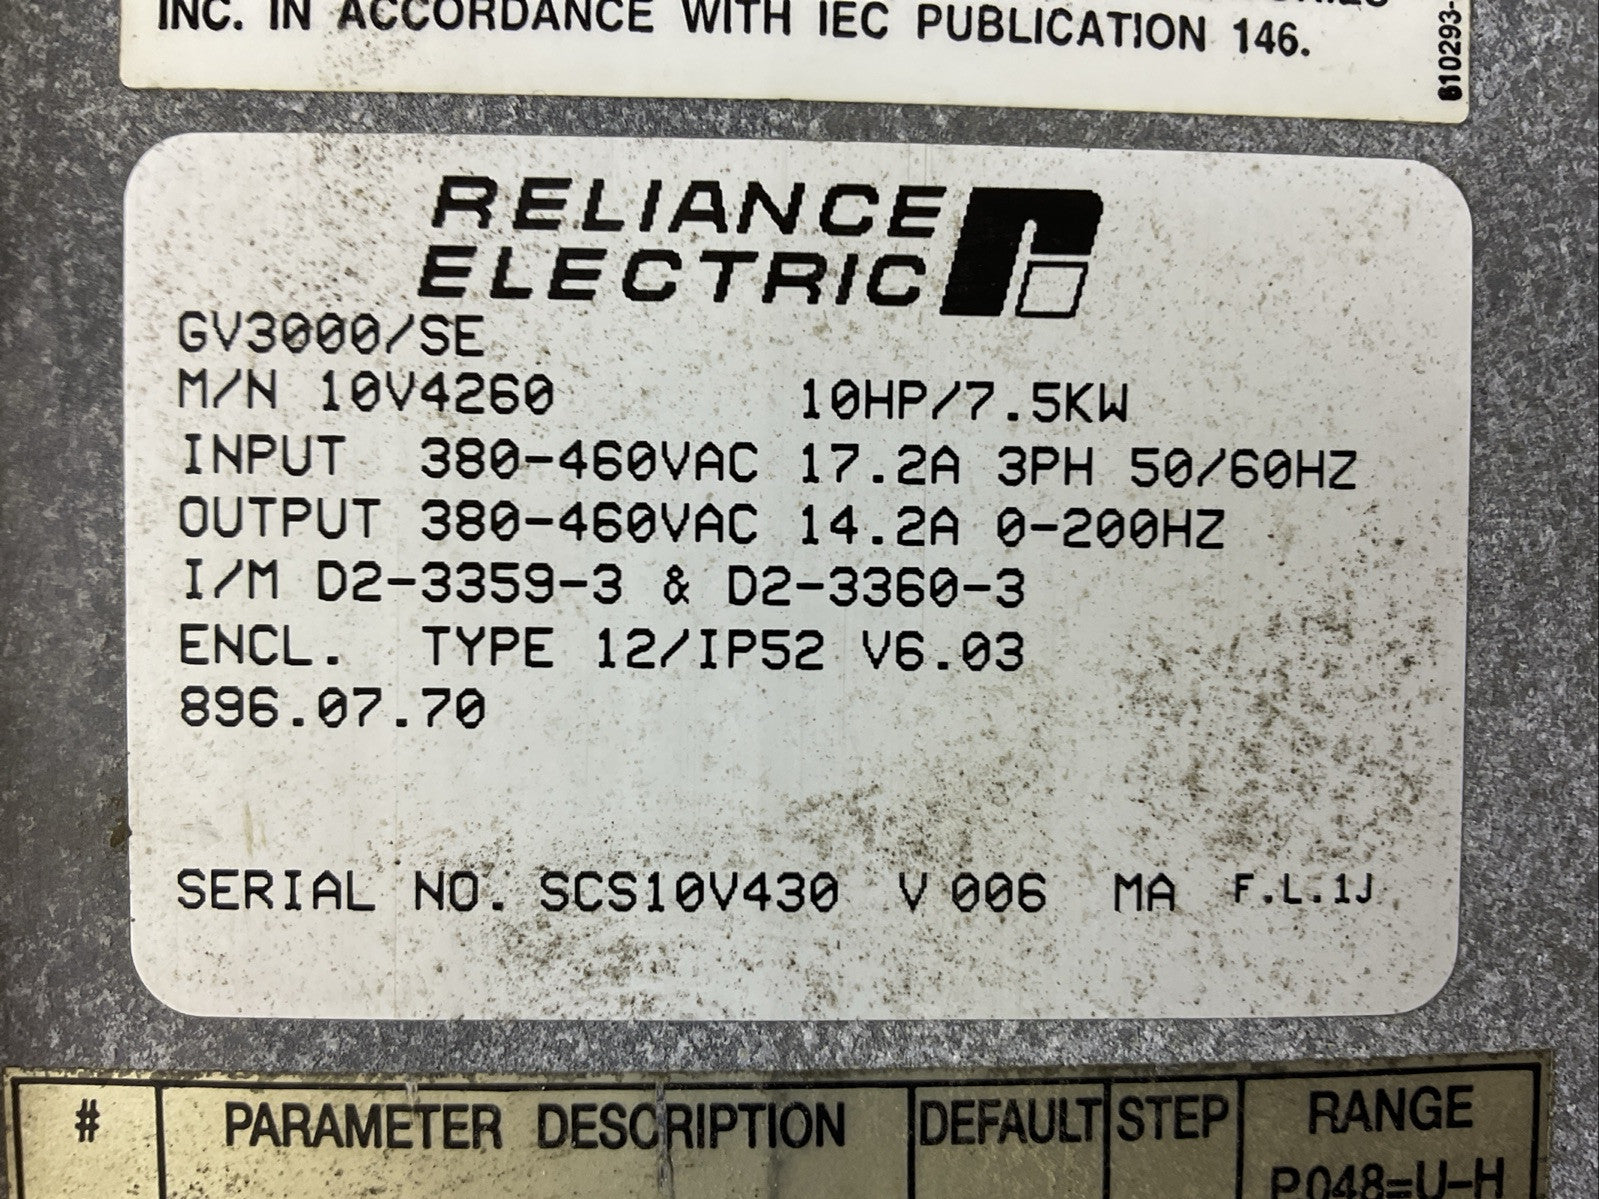 INC. IN ACCORDANCE WITH IEC PUBLICATION 146.
610293-
RELIANCE
ELECTRIC
GV3000/SE
M/N 10V4260 10HP/7.5KW
INPUT 380-460VAC 17.2A 3PH 50/60HZ
OUTPUT 380-460VAC 14.2A 0-200HZ
I/M D2-3359-3 & D2-3360-3
ENCL. TYPE 12/IP52 V6.03
896.07.70
SERIAL NO. SCS10V430 V 006 MA F.L.1J
# PARAMETER DESCRIPTION DEFAULT STEP RANGE
P.048=U-H